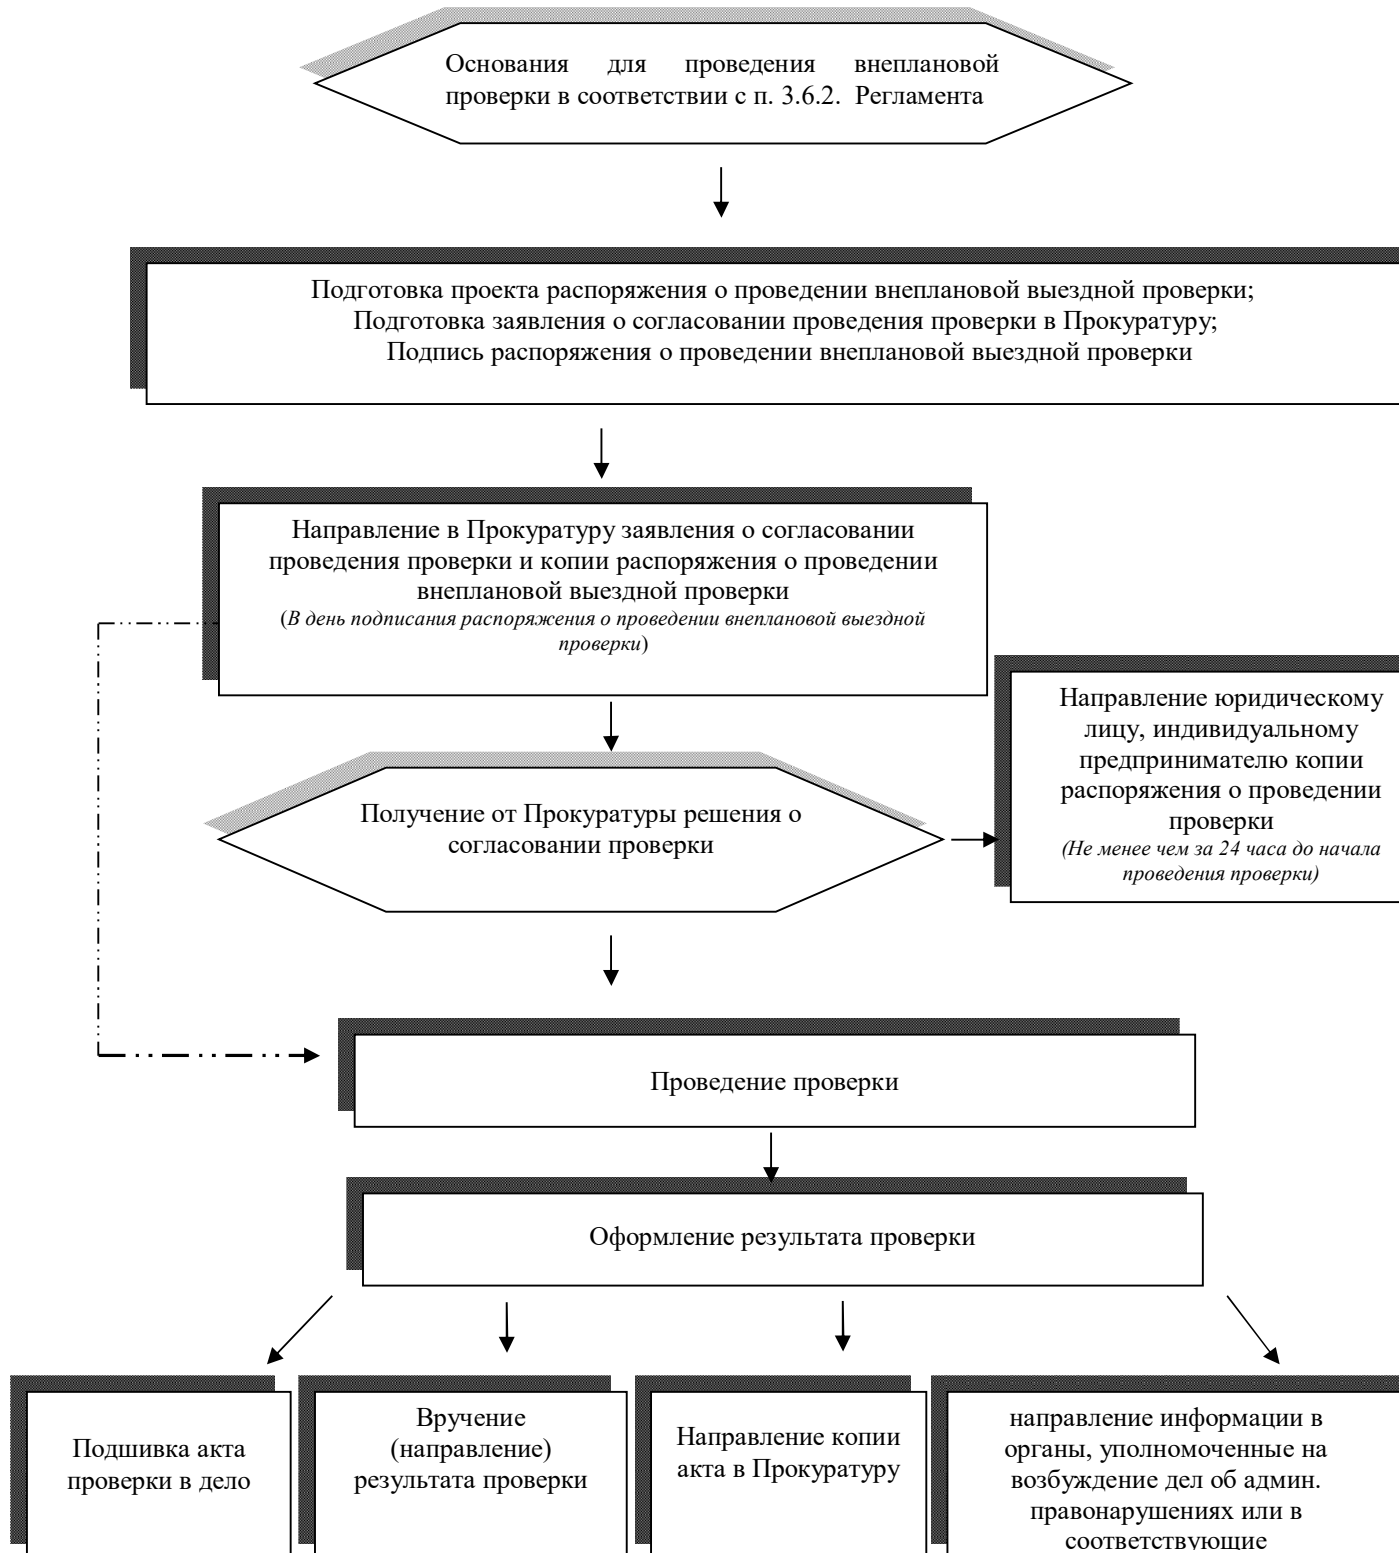 Основания для проведения внеплановой
проверки в соответствии с п. 3.6.2. Регламента
Подготовка проекта распоряжения о проведении внеплановой выездной проверки;
Подготовка заявления о согласовании проведения проверки в Прокуратуру;
Подпись распоряжения о проведении внеплановой выездной проверки
Направление в Прокуратуру заявления о согласовании
проведения проверки и копии распоряжения о проведении
внеплановой выездной проверки
(В день подписания распоряжения о проведении внеплановой выездной
проверки)
Направление юридическому
лицу, индивидуальному
предпринимателю копии
распоряжения о проведении
проверки
(Не менее чем за 24 часа до начала
проведения проверки)
Получение от Прокуратуры решения о
согласовании проверки
Проведение проверки
Оформление результата проверки
Подшивка акта
проверки в дело
Вручение
(направление)
результата проверки
Направление копии
акта в Прокуратуру
направление информации в
органы, уполномоченные на
возбуждение дел об админ.
правонарушениях или в
соответствующие